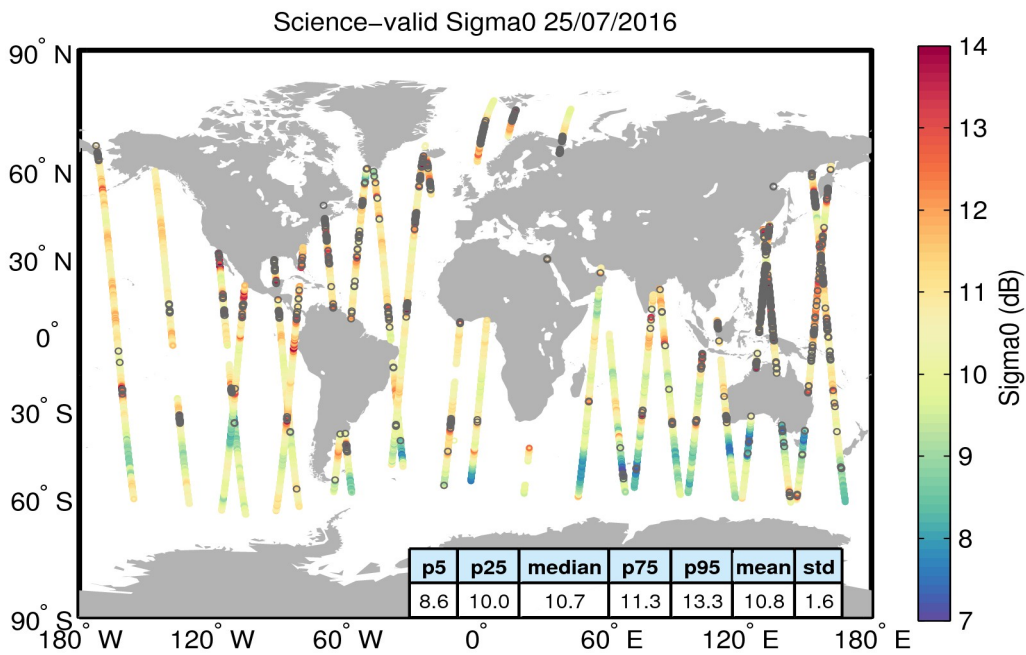 Science−valid Sigma0 25/07/2016
90° N
60° N
30° N
0°
30° S
60° S
90° S
180° W
120° W
60° W
0°
60° E
120° E
180° E
p5 p25 median p75 p95 mean std
8.6 10.0 10.7 11.3 13.3 10.8 1.6
14
13
12
11
10
9
8
7
Sigma0 (dB)